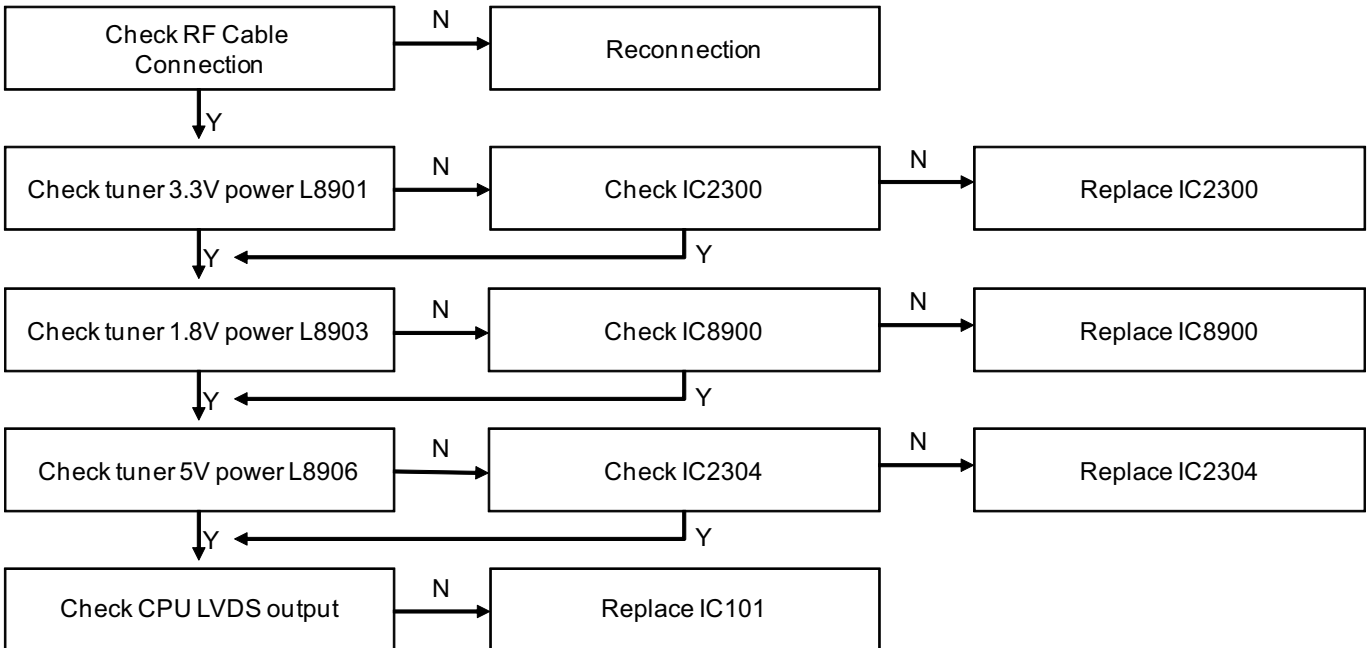 Check RF Cable
Connection
N
Reconnection
Y
Check tuner 3.3V power L8901
N
Check IC2300
N
Replace IC2300
Y
Y
Check tuner 1.8V power L8903
N
Check IC8900
N
Replace IC8900
Y
Y
Check tuner 5V power L8906
N
Check IC2304
N
Replace IC2304
Y
Y
Check CPU LVDS output
N
Replace IC101